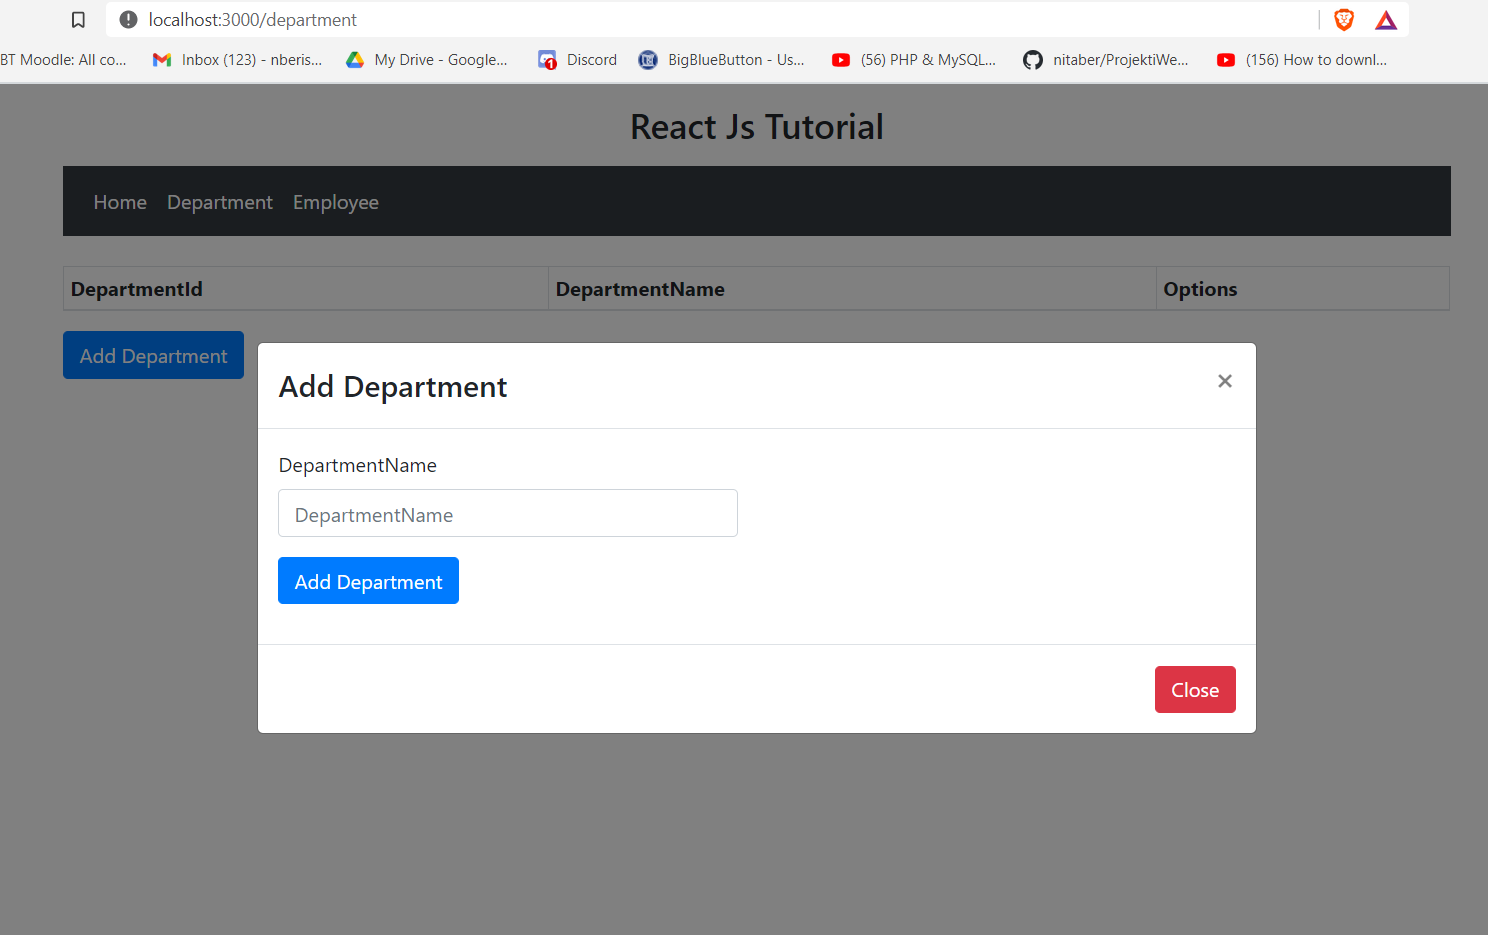 localhost:3000/department
BT Moodle: All co... Inbox (123) - nberis... My Drive - Google... 1 Discord BigBlueButton - Us... (56) PHP & MySQL... nitaber/ProjektiWe... (156) How to downl...
React Js Tutorial
Home Department Employee
DepartmentId DepartmentName Options
Add Department
Add Department ×
DepartmentName
DepartmentName
Add Department
Close